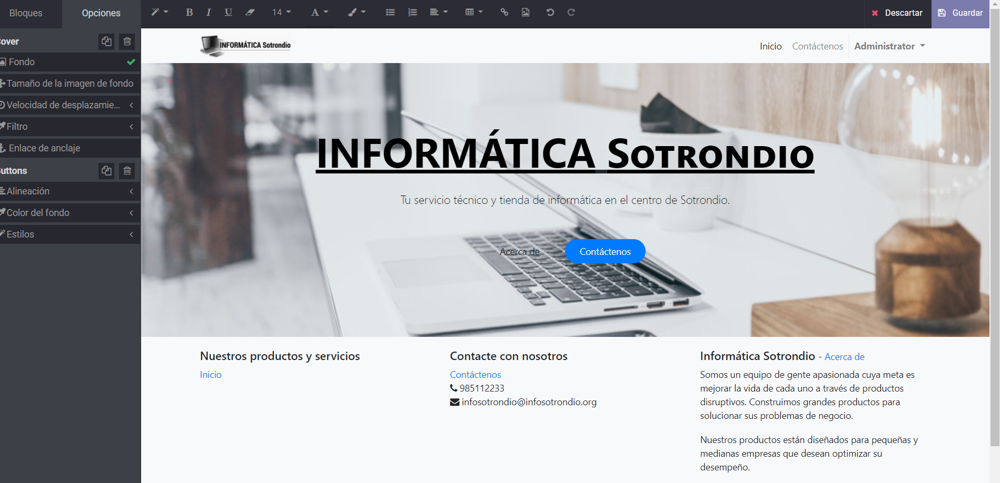 Bloques
Opciones
14
Descartar
Guardar
Cover
Fondo
Tamaño de la imagen de fondo
Velocidad de desplazamie...
Filtro
Enlace de anclaje
Buttons
Alineación
Color del fondo
Estilos
INFORMÁTICA Sotrondio
Inicio
Contáctenos
Administrator
INFORMÁTICA Sotrondio
Tu servicio técnico y tienda de informática en el centro de Sotrondio.
Acerca de
Contáctenos
Nuestros productos y servicios
Inicio
Contacte con nosotros
Contáctenos
985112233
infosotrondio@infosotrondio.org
Informática Sotrondio - Acerca de
Somos un equipo de gente apasionada cuya meta es
mejorar la vida de cada uno a través de productos
disruptivos. Construimos grandes productos para
solucionar sus problemas de negocio.
Nuestros productos están diseñados para pequeñas y
medianas empresas que desean optimizar su
desempeño.